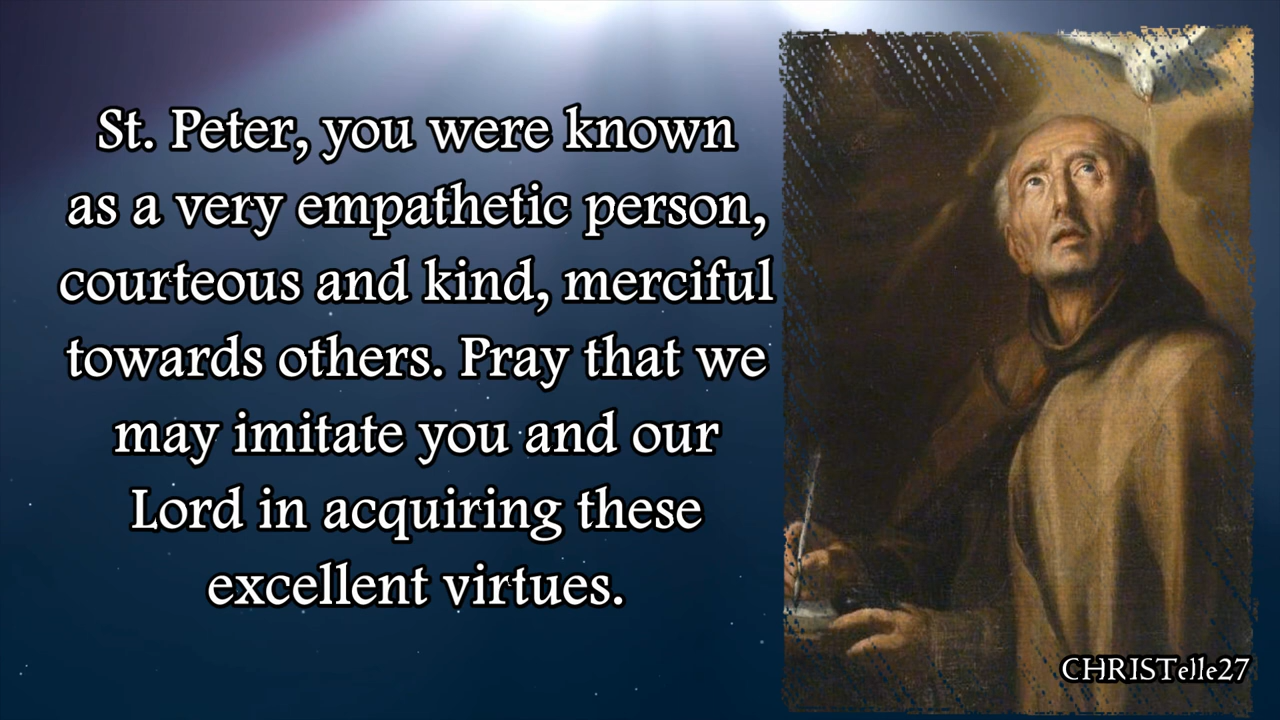 St. Peter, you were known
as a very empathetic person,
courteous and kind, merciful
towards others. Pray that we
may imitate you and our
Lord in acquiring these
excellent virtues.
CHRISTelle27